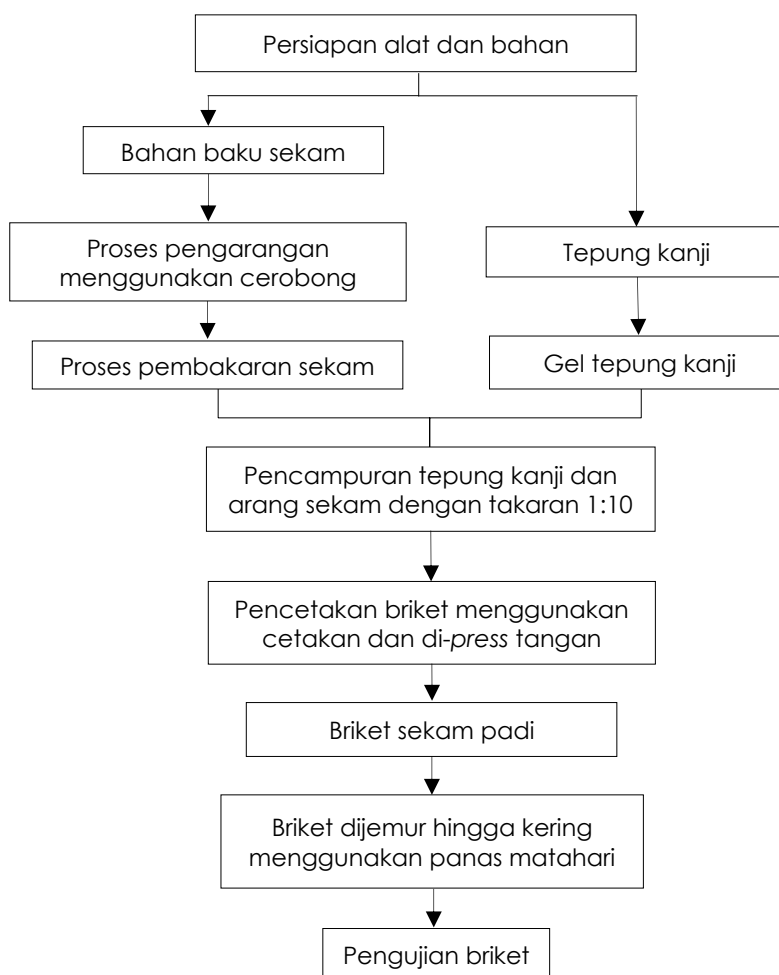 Persiapan alat dan bahan
Bahan baku sekam
Proses pengarangan
menggunakan cerobong
Tepung kanji
Proses pembakaran sekam
Gel tepung kanji
Pencampuran tepung kanji dan
arang sekam dengan takaran 1:10
Pencetakan briket menggunakan
cetakan dan di-press tangan
Briket sekam padi
Briket dijemur hingga kering
menggunakan panas matahari
Pengujian briket